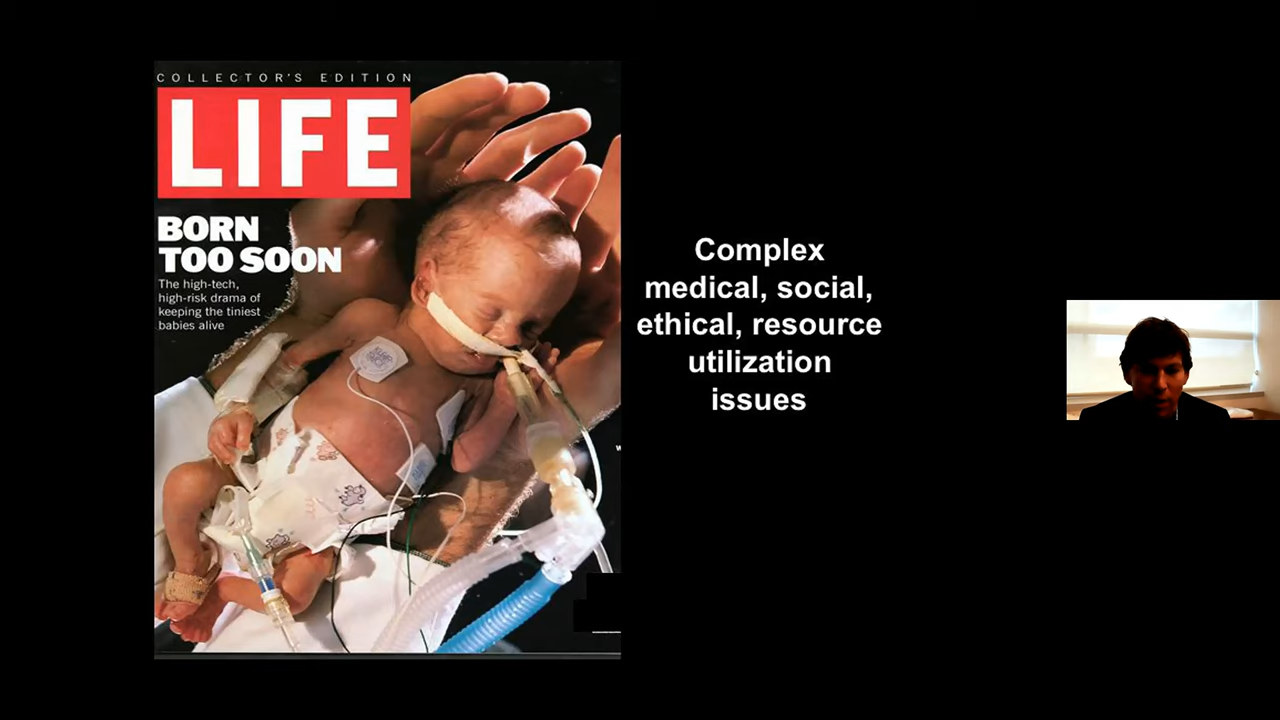 COLLECTOR'S EDITION
LIFE
BORN
TOO SOON
The high-tech,
high-risk drama of
keeping the tiniest
babies alive
Complex
medical, social,
ethical, resource
utilization
issues